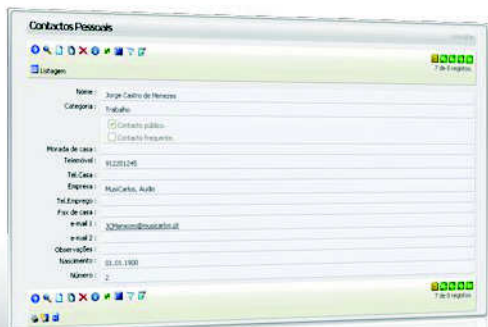 Contactos Pessoais
7 de 8 registos
Listagem
Nome : Jorge Castro de Menezes
Categoria : Trabalho
Contacto público
Contacto frequente
Morada de casa :
Telemóvel : 912201245
Tel.Casa :
Empresa : MusiCarlos, Audio
Tel.Emprego :
Fax de casa :
e-mail 1 : JCMenezes@musicarlos.pt
e-mail 2 :
Observações :
Nascimento : 01.01.1900
Número : 2
7 de 8 registos